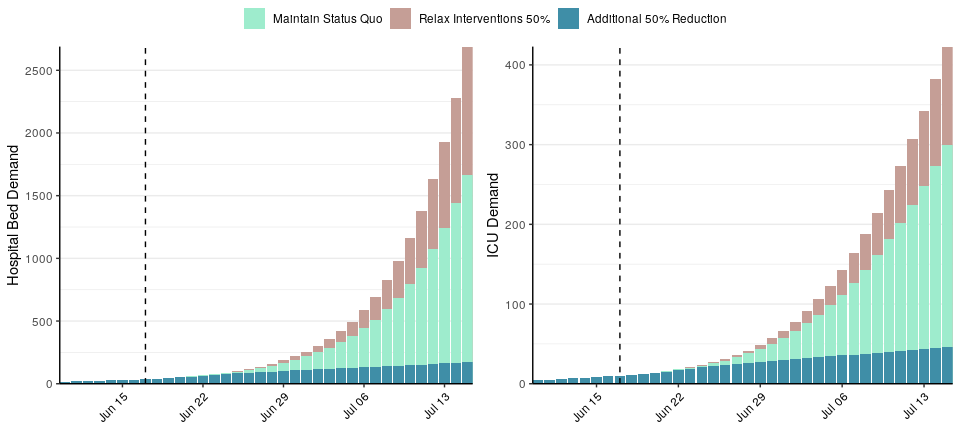 Maintain Status Quo Relax Interventions 50% Additional 50% Reduction
Hospital Bed Demand
2500
2000
1500
1000
500
0
Jun 15 Jun 22 Jun 29 Jul 06 Jul 13
ICU Demand
400
300
200
100
0
Jun 15 Jun 22 Jun 29 Jul 06 Jul 13